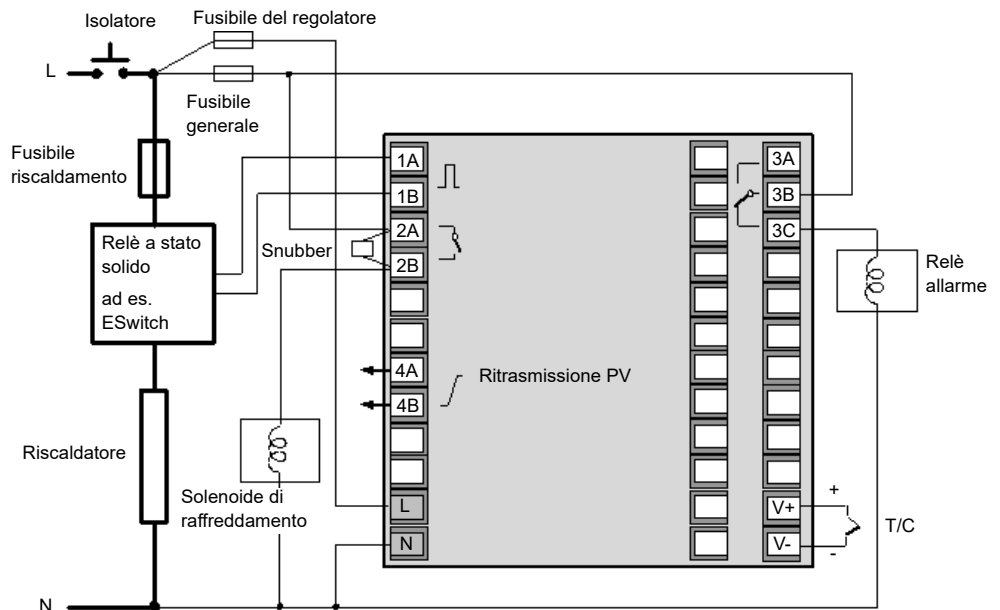 Isolatore
Fusibile del regolatore
L
Fusibile
generale
Fusibile
riscaldamento
Relè a stato
solido
ad es.
ESwitch
Riscaldatore
N
Snubber
Solenoide di
raffreddamento
1A
1B
2A
2B
4A
4B
L
N
Ritrasmissione PV
3A
3B
3C
V+
V-
Relè
allarme
+
T/C
-